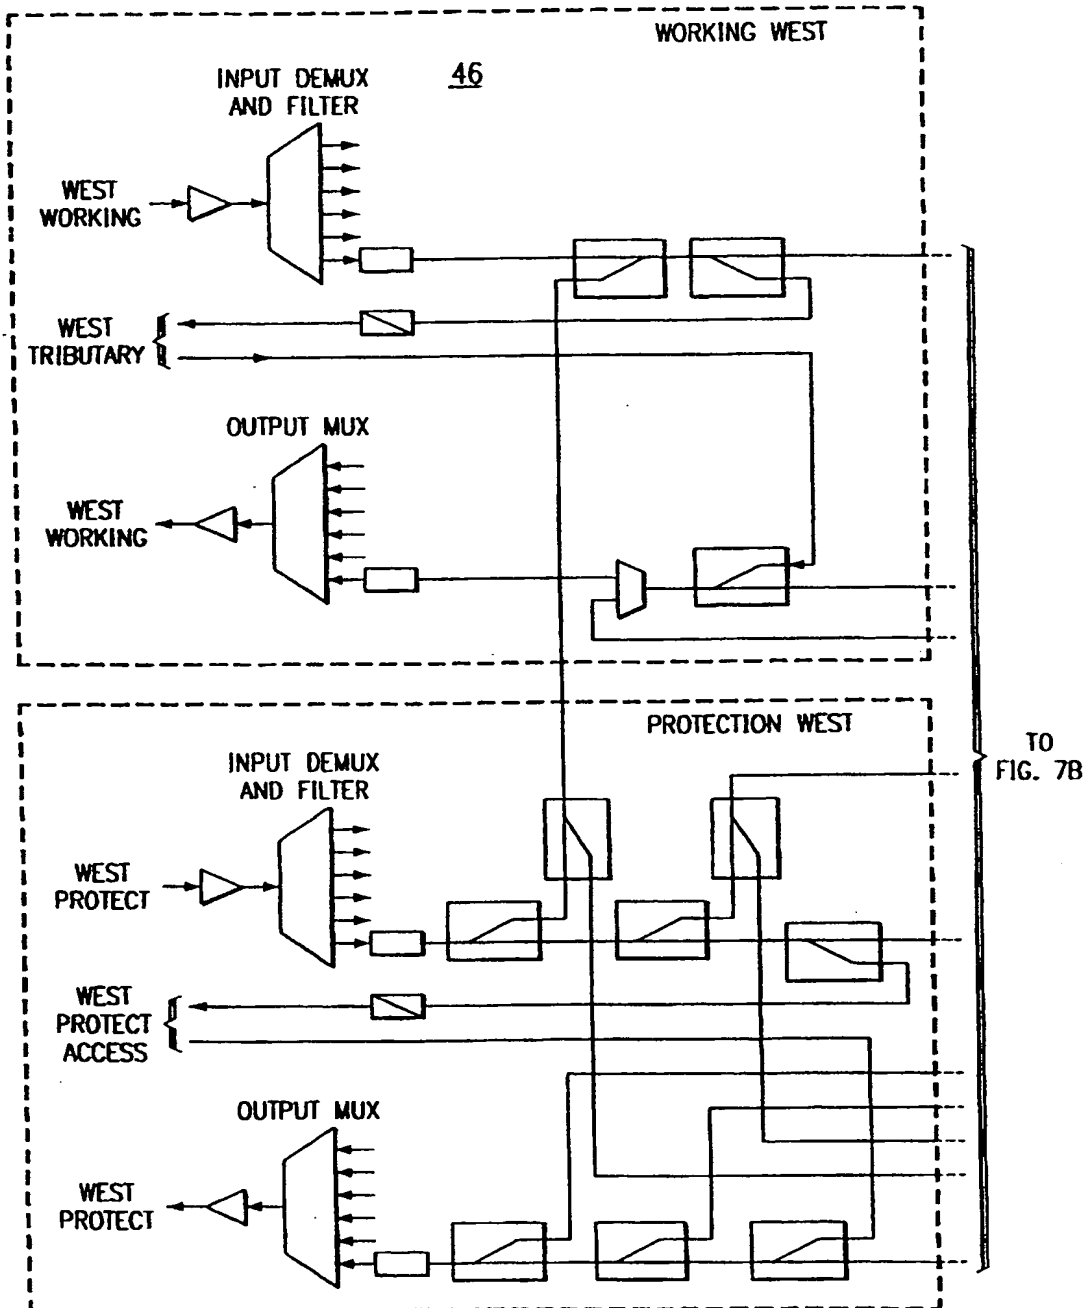 WORKING WEST
46
INPUT DEMUX
AND FILTER
WEST
WORKING
WEST
TRIBUTARY
OUTPUT MUX
WEST
WORKING
PROTECTION WEST
TO
FIG. 7B
INPUT DEMUX
AND FILTER
WEST
PROTECT
WEST
PROTECT
ACCESS
OUTPUT MUX
WEST
PROTECT